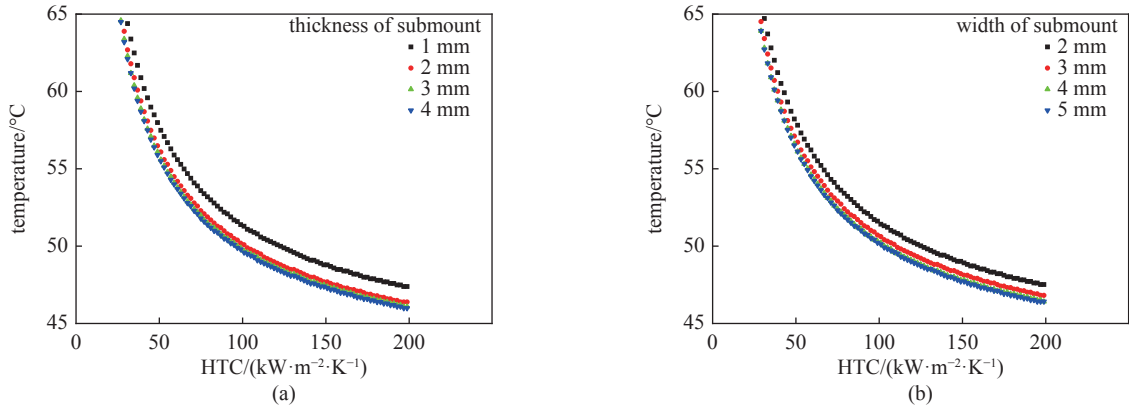 65
60
55
50
45
temperature/°C
0
50
100
150
200
HTC/(kW·m⁻²·K⁻¹)
(a)
thickness of submount
1 mm
2 mm
3 mm
4 mm
65
60
55
50
45
temperature/°C
0
50
100
150
200
HTC/(kW·m⁻²·K⁻¹)
(b)
width of submount
2 mm
3 mm
4 mm
5 mm